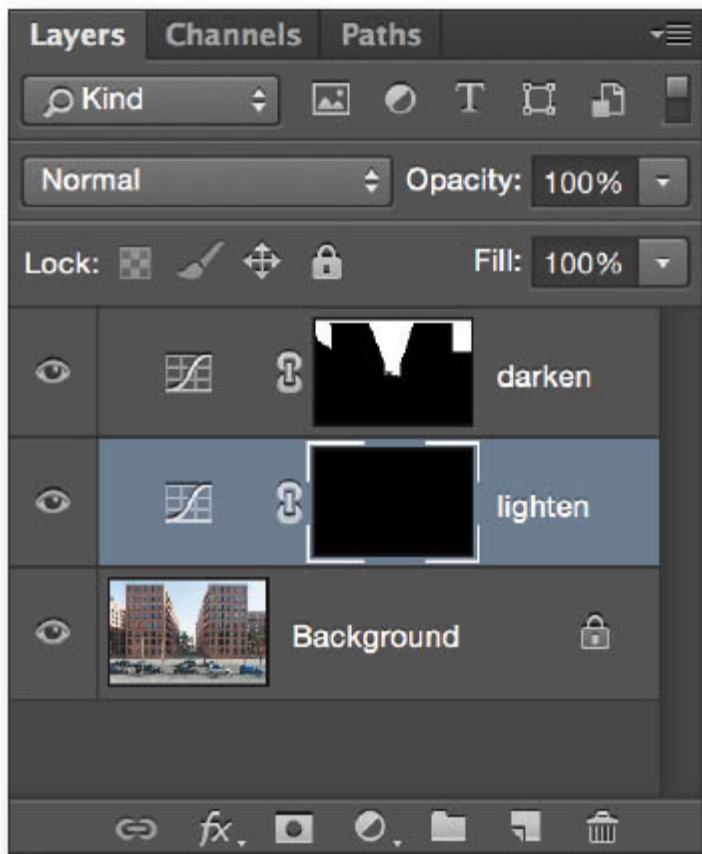 Layers Channels Paths
Kind
Normal Opacity: 100%
Lock: Fill: 100%
darken
lighten
Background
fx